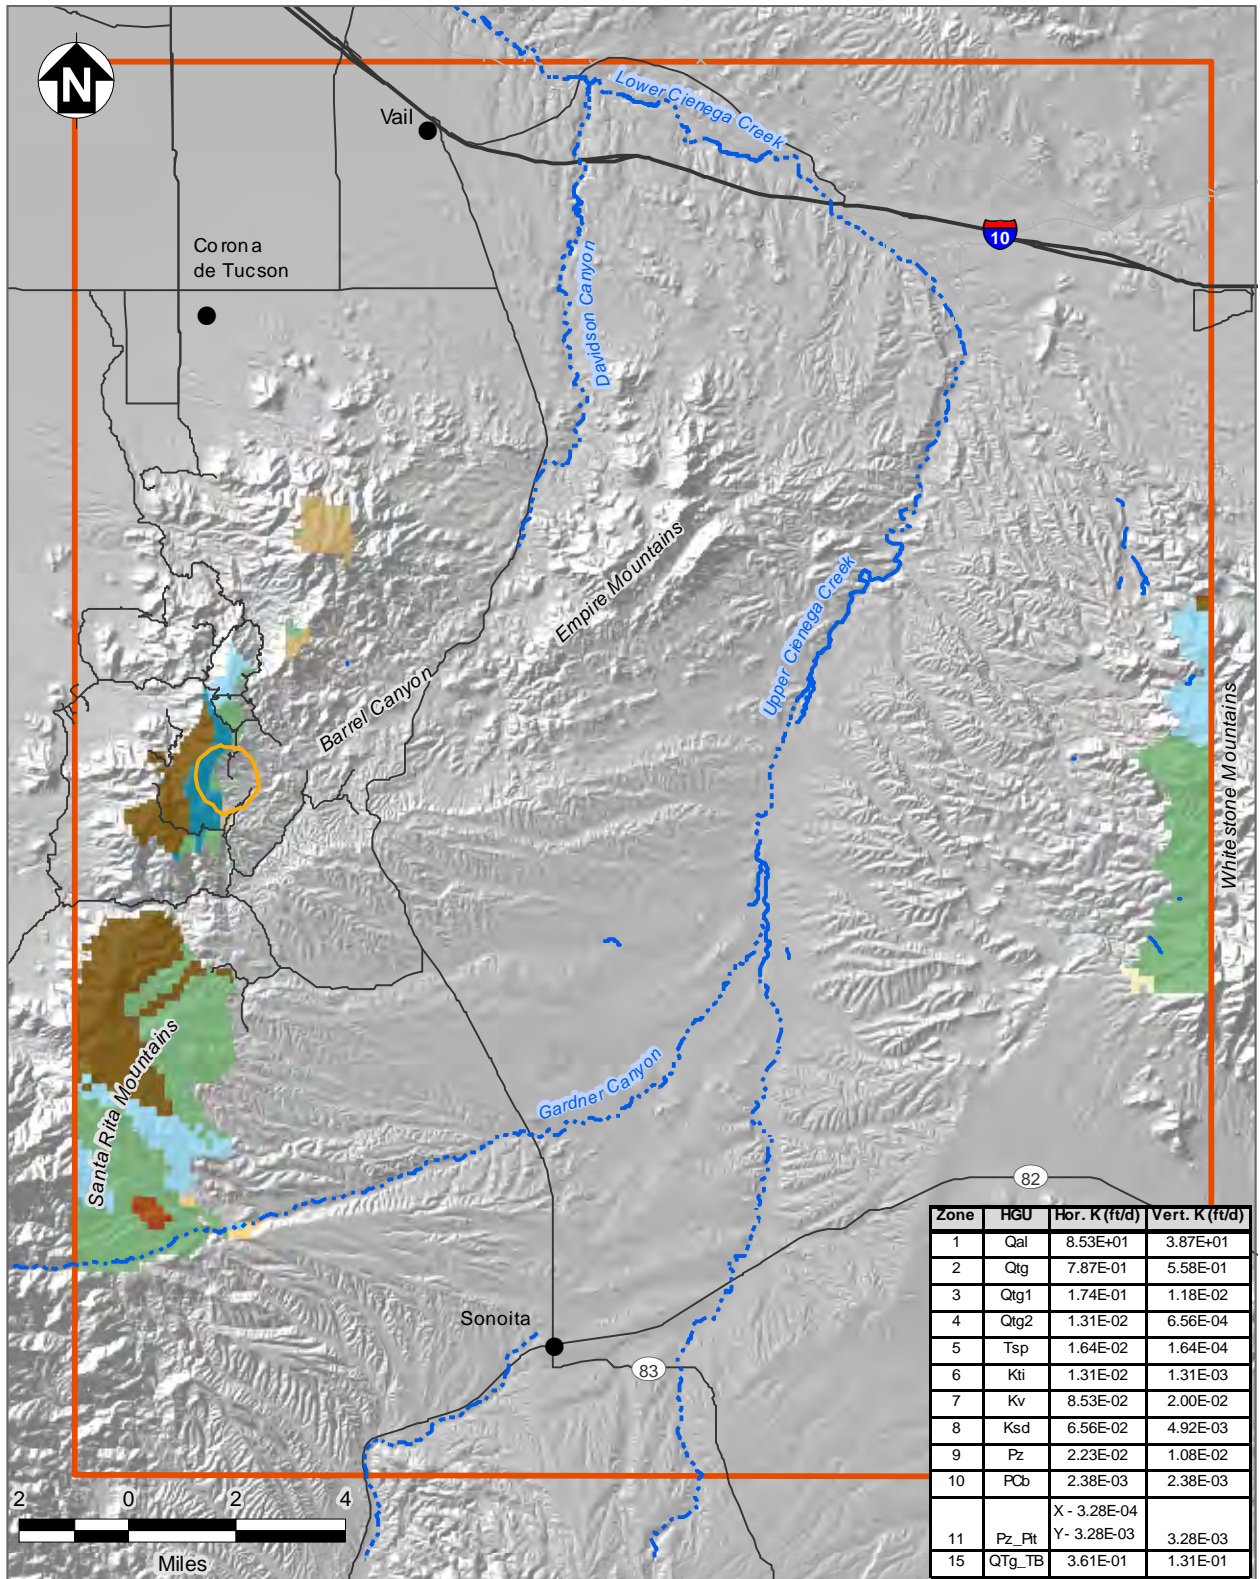 N
Vail
Lower Cienega Creek
10
Corona
de Tucson
Davidson Canyon
Empire Mountains
Upper Cienega Creek
Barrel Canyon
Whitestone Mountains
Santa Rita Mountains
Gardner Canyon
82
Sonoita
83
Zone HGU Hor. K (ft/d) Vert. K (ft/d)
1 Qal 8.53E+01 3.87E+01
2 Qtg 7.87E-01 5.58E-01
3 Qtg1 1.74E-01 1.18E-02
4 Qtg2 1.31E-02 6.56E-04
5 Tsp 1.64E-02 1.64E-04
6 Kti 1.31E-02 1.31E-03
7 Kv 8.53E-02 2.00E-02
8 Ksd 6.56E-02 4.92E-03
9 Pz 2.23E-02 1.08E-02
10 PCb 2.38E-03 2.38E-03
X - 3.28E-04
11 Pz_Pit Y- 3.28E-03 3.28E-03
15 QTg_TB 3.61E-01 1.31E-01
2 0 2 4
Miles